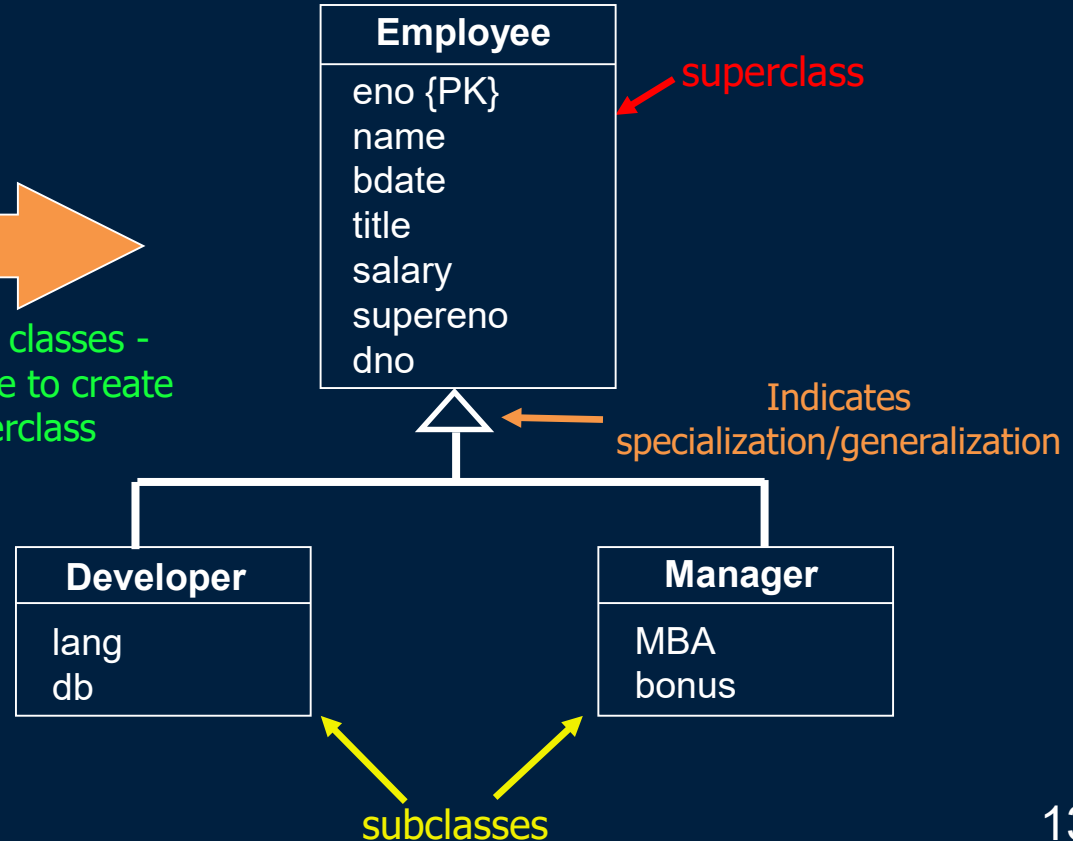 Employee
eno {PK}
name
bdate
title
salary
supereno
dno
superclass
classes -
to create
Indicates
specialization/generalization
Developer
lang
db
Manager
MBA
bonus
subclasses
13